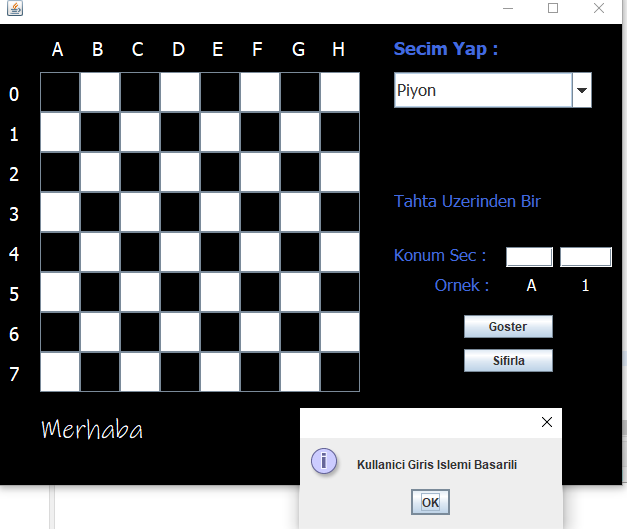 A B C D E F G H
0
1
2
3
4
5
6
7
Merhaba
Secim Yap :
Piyon
Tahta Uzerinden Bir
Konum Sec :
Ornek : A 1
Goster
Sifirla
Kullanici Giris Islemi Basarili
OK